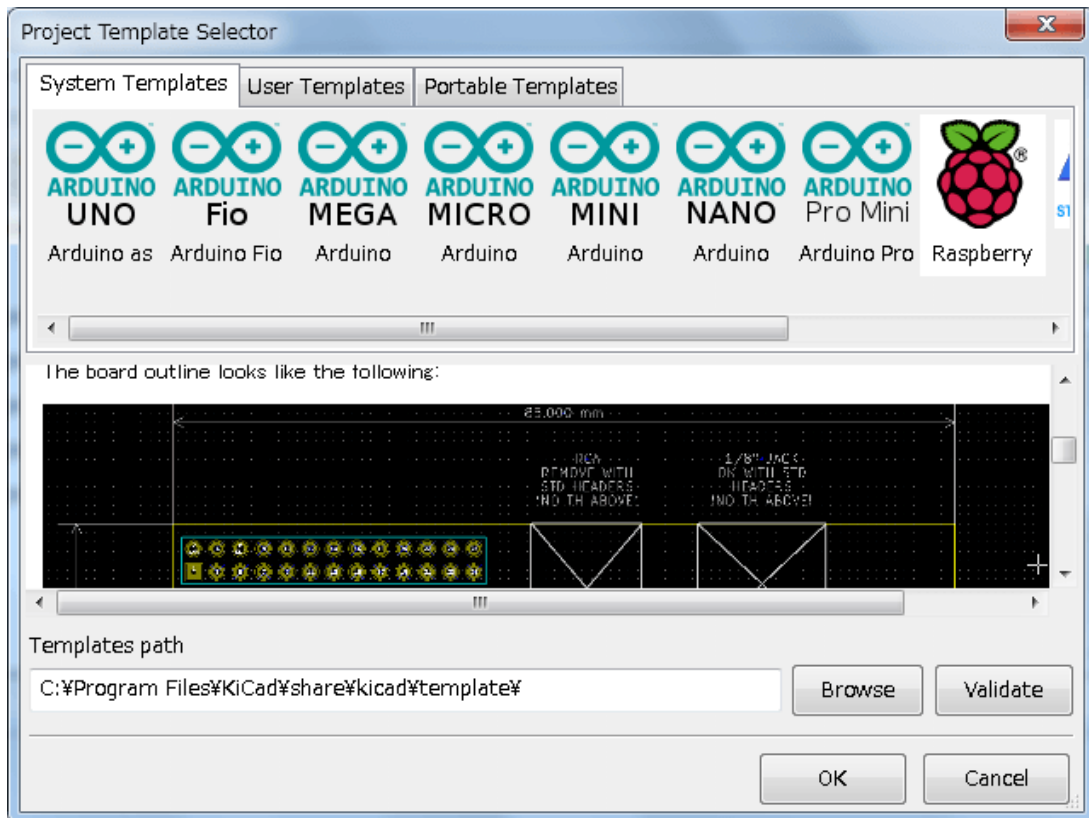 Project Template Selector
System Templates User Templates Portable Templates
ARDUINO ARDUINO ARDUINO ARDUINO ARDUINO ARDUINO ARDUINO ®
UNO Fio MEGA MICRO MINI NANO Pro Mini
Arduino as Arduino Fio Arduino Arduino Arduino Arduino Arduino Pro Raspberry
The board outline looks like the following:
85.000 mm
RCA 1/8" JACK
REMOVE WITH OK WITH STD
STD HEADERS HEADERS
!NO TH ABOVE! !NO TH ABOVE!
Templates path
C:¥Program Files¥KiCad¥share¥kicad¥template¥ Browse Validate
OK Cancel